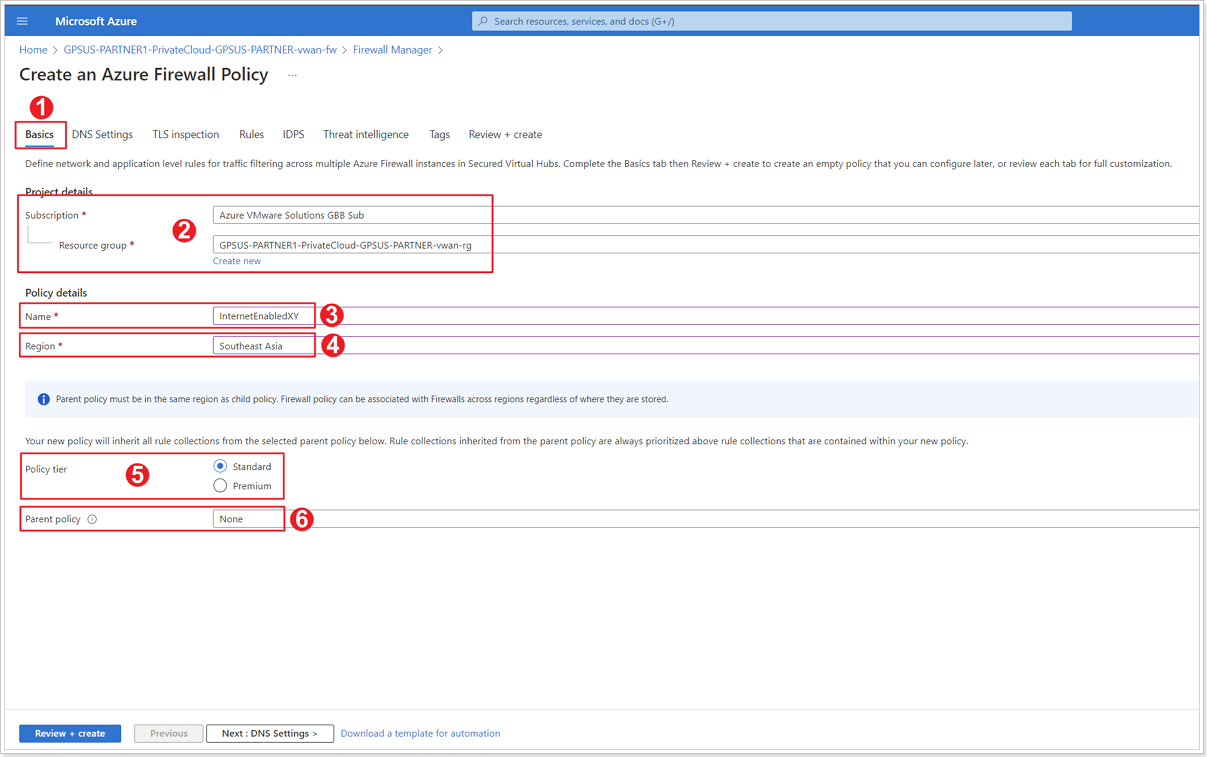 Microsoft Azure
Search resources, services, and docs (G+/)
Home > GPSUS-PARTNER1-PrivateCloud-GPSUS-PARTNER-vwan-fw > Firewall Manager >
Create an Azure Firewall Policy ...
1
Basics DNS Settings TLS inspection Rules IDPS Threat intelligence Tags Review + create
Define network and application level rules for traffic filtering across multiple Azure Firewall instances in Secured Virtual Hubs. Complete the Basics tab then Review + create to create an empty policy that you can configure later, or review each tab for full customization.
Project details
Subscription * Azure VMware Solutions GBB Sub
2
Resource group * GPSUS-PARTNER1-PrivateCloud-GPSUS-PARTNER-vwan-rg
Create new
Policy details
Name * InternetEnabledXY 3
Region * Southeast Asia 4
Parent policy must be in the same region as child policy. Firewall policy can be associated with Firewalls across regions regardless of where they are stored.
Your new policy will inherit all rule collections from the selected parent policy below. Rule collections inherited from the parent policy are always prioritized above rule collections that are contained within your new policy.
Policy tier 5 Standard
Premium
Parent policy None 6
Review + create Previous Next : DNS Settings > Download a template for automation